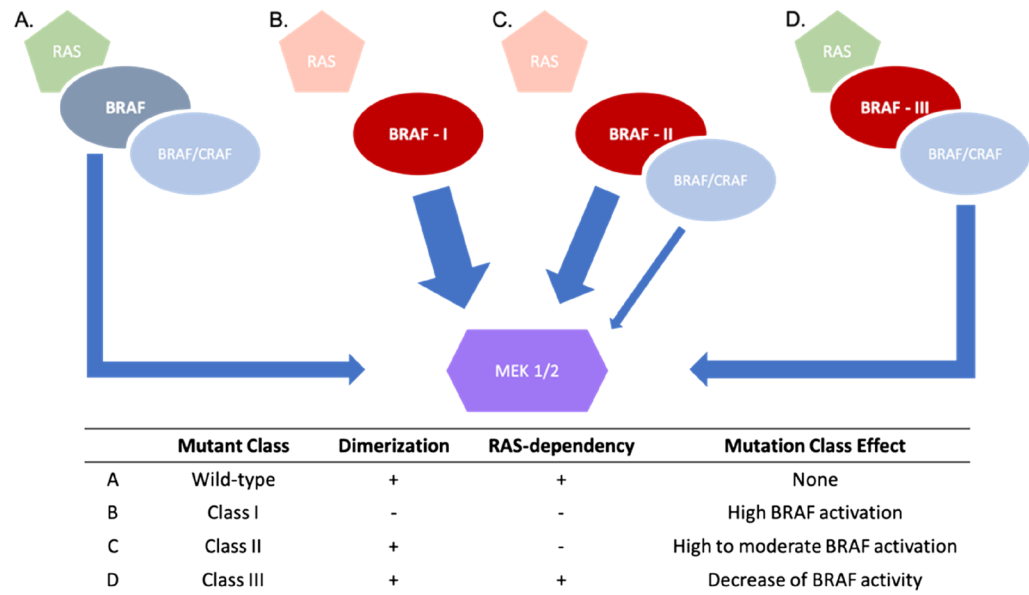 A.
B.
C.
D.
RAS
RAS
RAS
RAS
BRAF
BRAF - I
BRAF - II
BRAF - III
BRAF/CRAF
BRAF/CRAF
BRAF/CRAF
MEK 1/2
Mutant Class Dimerization RAS-dependency Mutation Class Effect
A Wild-type + + None
B Class I - - High BRAF activation
C Class II + - High to moderate BRAF activation
D Class III + + Decrease of BRAF activity